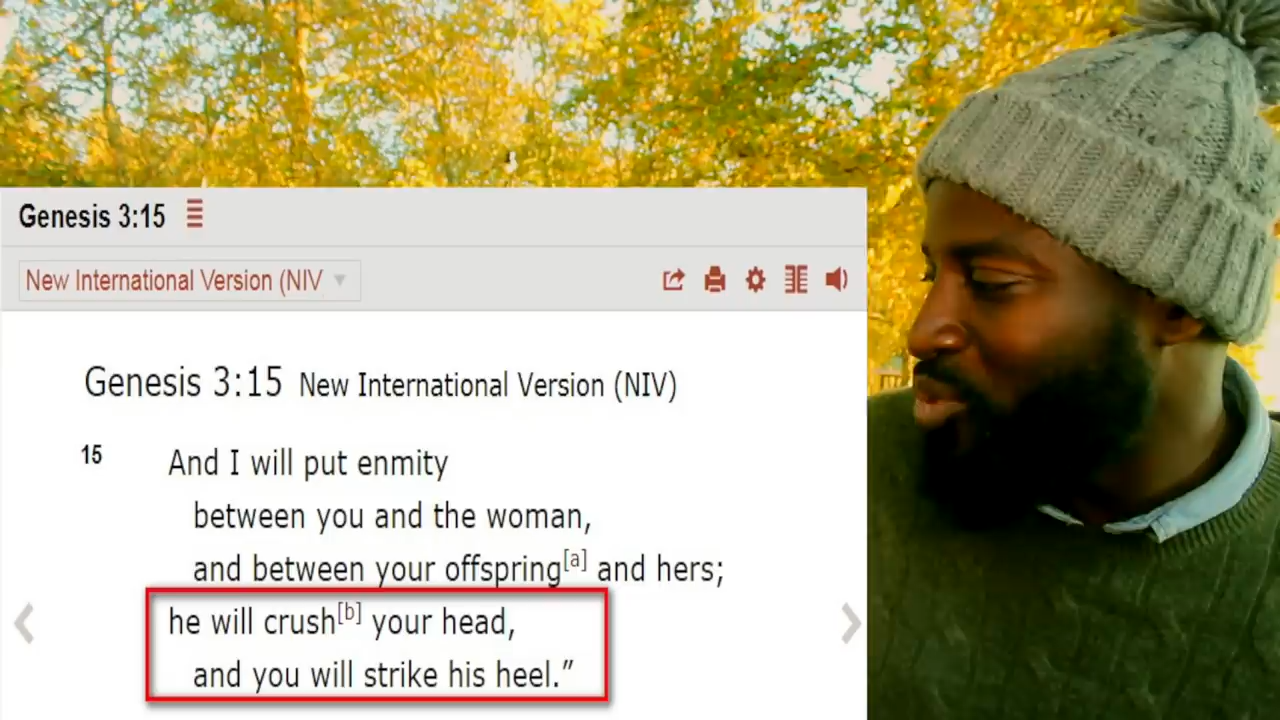 Genesis 3:15
New International Version (NIV
Genesis 3:15 New International Version (NIV)
15 And I will put enmity
between you and the woman,
and between your offspring[a] and hers;
he will crush[b] your head,
and you will strike his heel.”